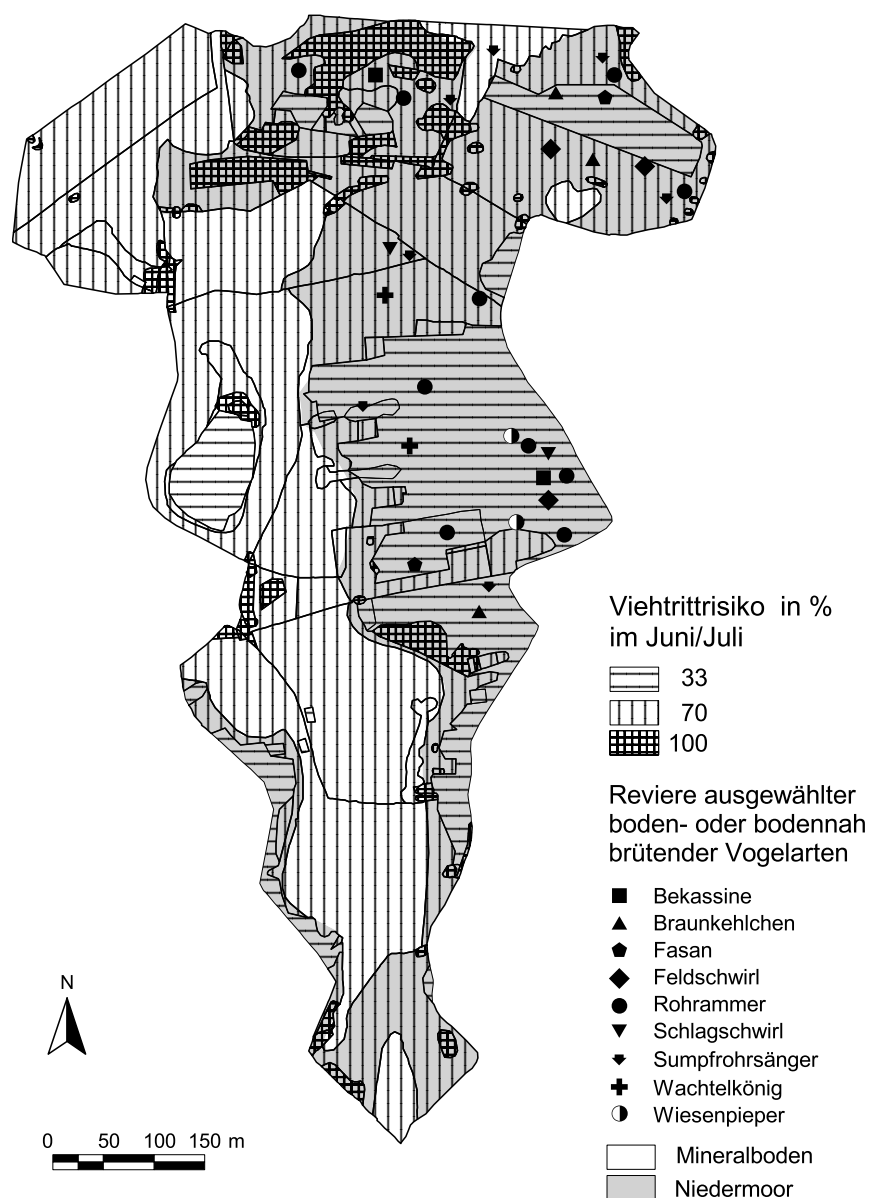 Viehtrittrisiko in %
im Juni/Juli
33
70
100
Reviere ausgewählter
boden- oder bodennah
brütender Vogelarten
Bekassine
Braunkehlchen
Fasan
Feldschwirl
Rohrammer
Schlagschwirl
Sumpfrohrsänger
Wachtelkönig
Wiesenpieper
Mineralboden
Niedermoor
N
0 50 100 150 m